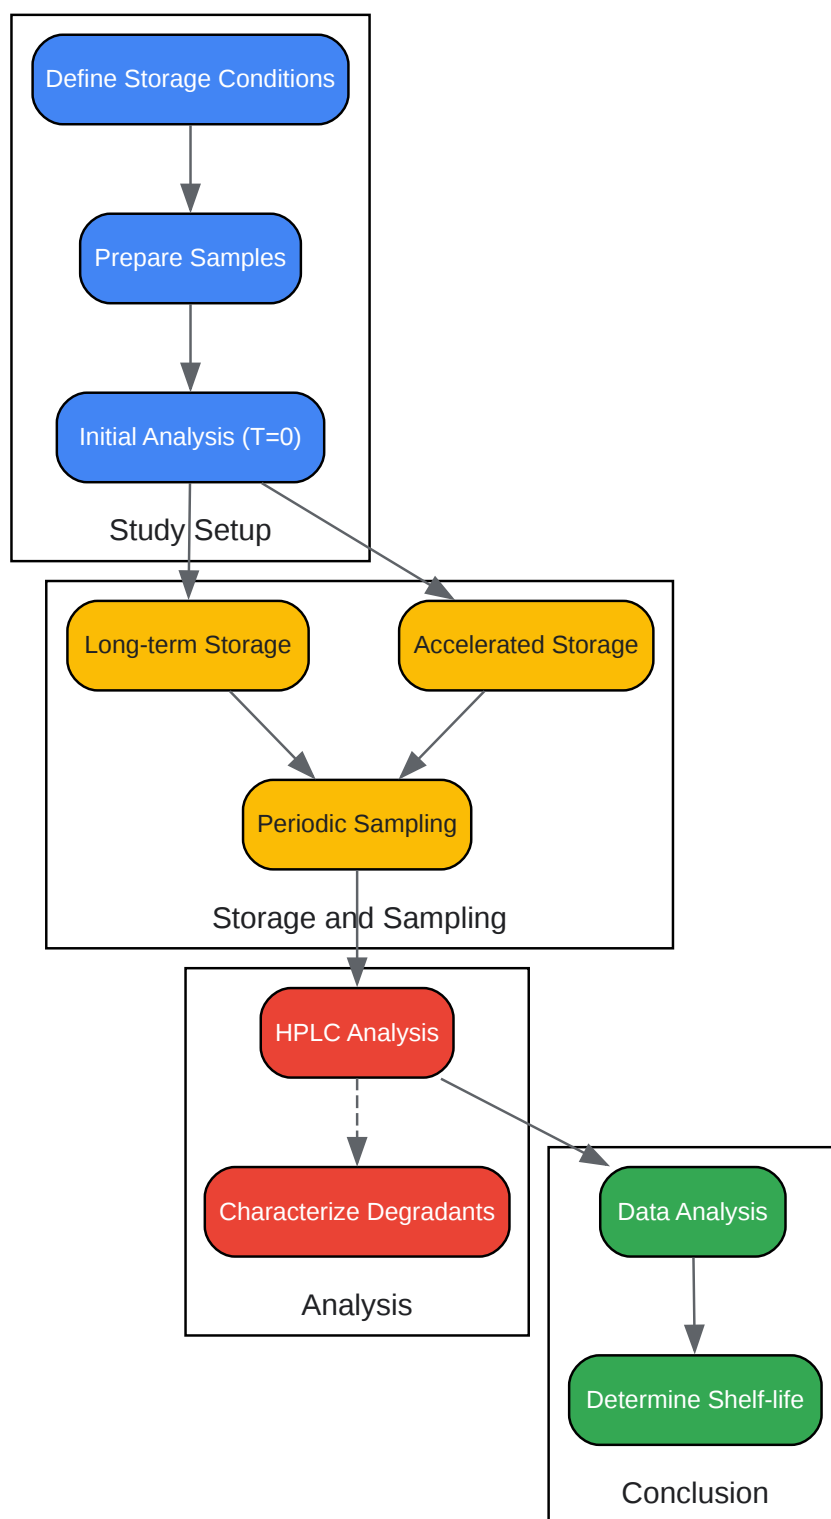 Define Storage Conditions
Prepare Samples
Initial Analysis (T=0)
Study Setup
Long-term Storage
Accelerated Storage
Periodic Sampling
Storage and Sampling
HPLC Analysis
Characterize Degradants
Analysis
Data Analysis
Determine Shelf-life
Conclusion